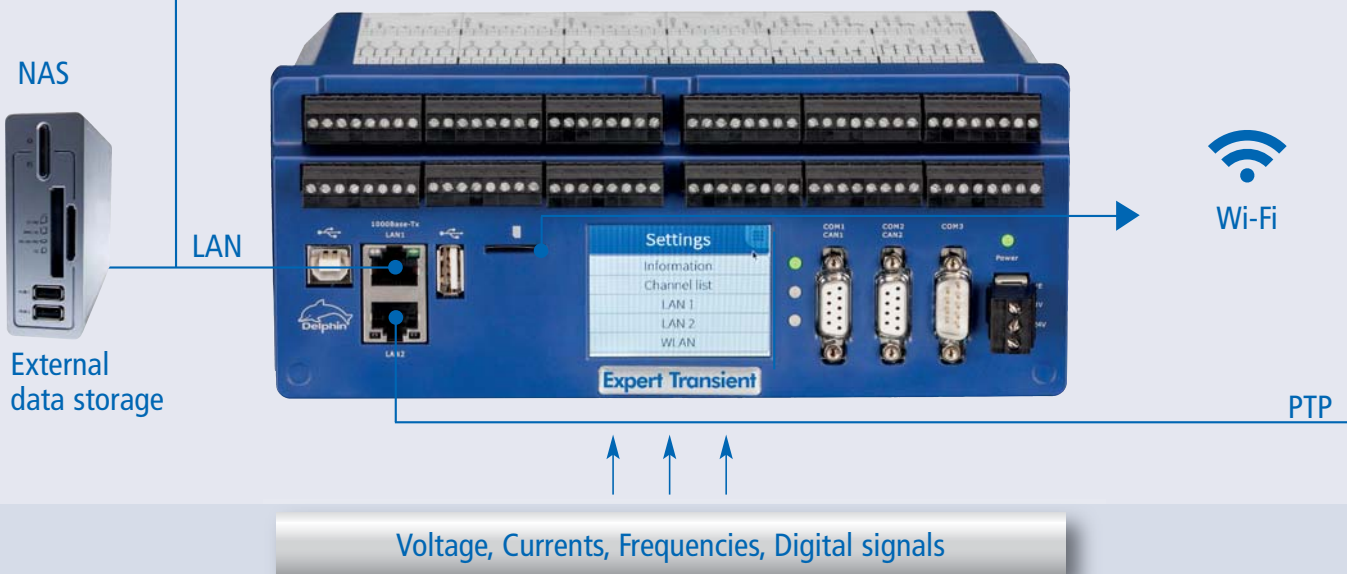 NAS
External
data storage
LAN
1000Base-Tx
LAN1
Delphin
LAN2
Settings
Information
Channel list
LAN 1
LAN 2
WLAN
Expert Transient
COM1
CAN1
COM2
CAN2
COM3
Power
Wi-Fi
PTP
Voltage, Currents, Frequencies, Digital signals